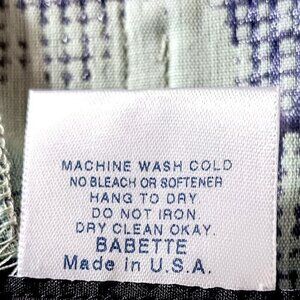 MACHINE WASH COLD
NO BLEACH OR SOFTENER
HANG TO DRY.
DO NOT IRON.
DRY CLEAN OKAY.
BABETTE
Made in U.S.A.